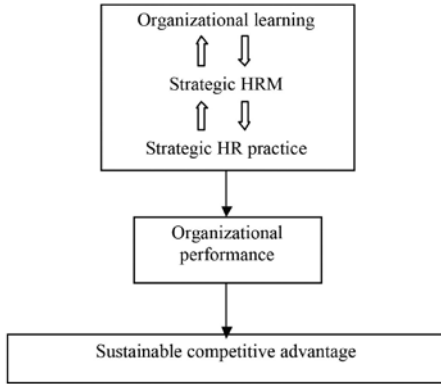 Organizational learning
Strategic HRM
Strategic HR practice
Organizational
performance
Sustainable competitive advantage